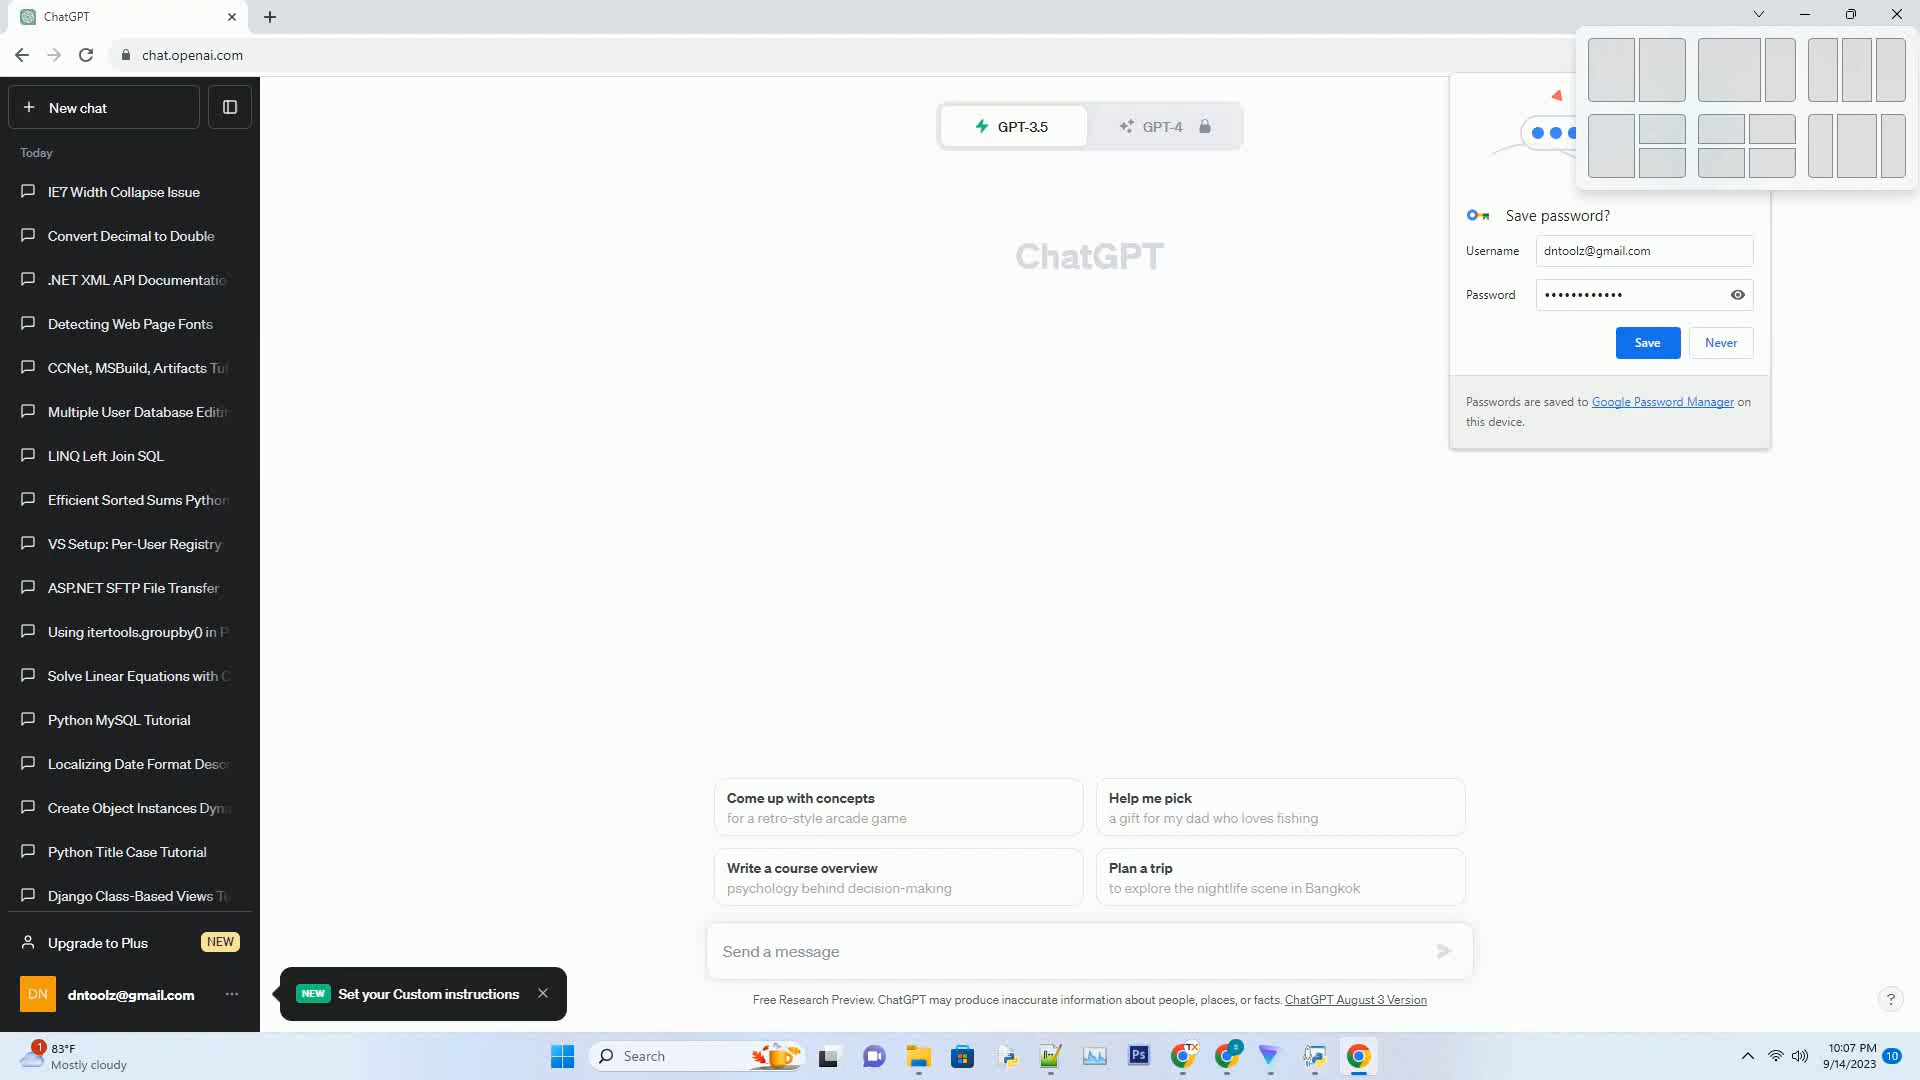 ChatGPT
chat.openai.com
New chat
Today
IE7 Width Collapse Issue
Convert Decimal to Double
.NET XML API Documentatio
Detecting Web Page Fonts
CCNet, MSBuild, Artifacts Tut
Multiple User Database Editin
LINQ Left Join SQL
Efficient Sorted Sums Python
VS Setup: Per-User Registry
ASP.NET SFTP File Transfer
Using itertools.groupby() in P
Solve Linear Equations with C
Python MySQL Tutorial
Localizing Date Format Descr
Create Object Instances Dyna
Python Title Case Tutorial
Django Class-Based Views Tu
Upgrade to Plus
NEW
DN
dntoolz@gmail.com
NEW Set your Custom instructions
GPT-3.5
GPT-4
ChatGPT
Save password?
Username
dntoolz@gmail.com
Password
••••••••••••
Save
Never
Passwords are saved to Google Password Manager on
this device.
Come up with concepts
for a retro-style arcade game
Help me pick
a gift for my dad who loves fishing
Write a course overview
psychology behind decision-making
Plan a trip
to explore the nightlife scene in Bangkok
Send a message
Free Research Preview. ChatGPT may produce inaccurate information about people, places, or facts. ChatGPT August 3 Version
?
1
83°F
Mostly cloudy
Search
Ps
TX
S
10:07 PM
9/14/2023
10